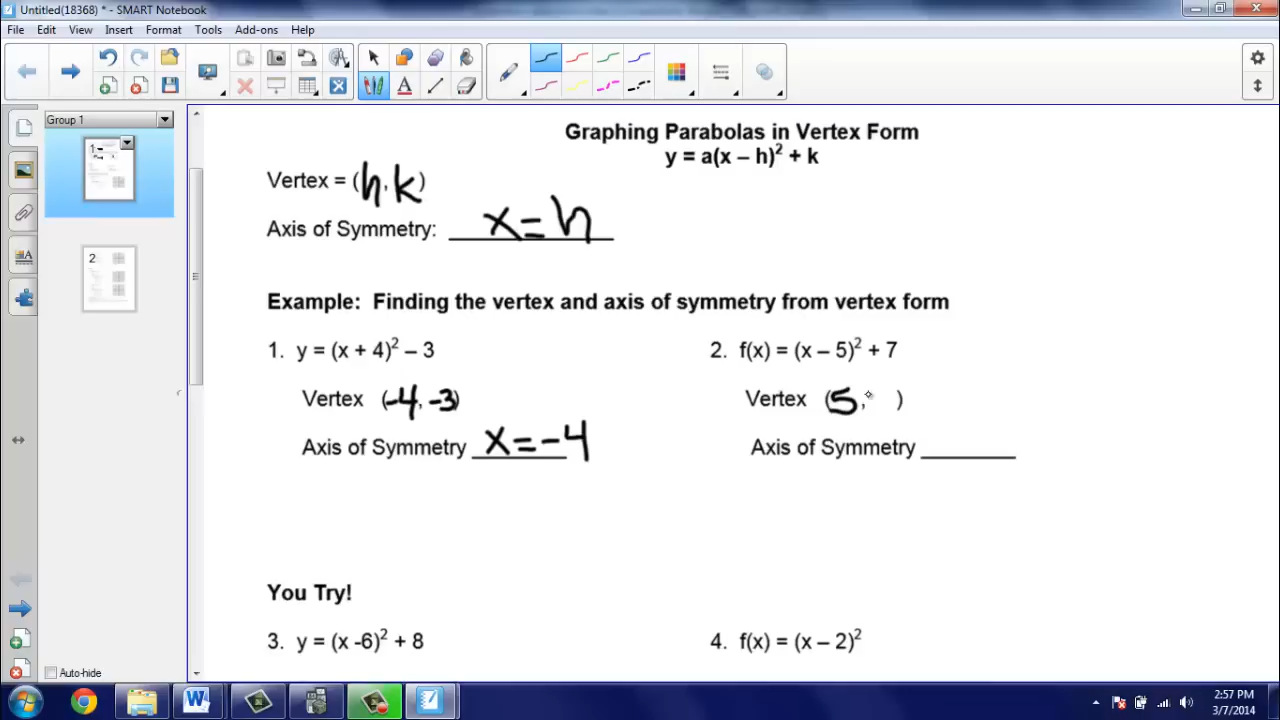 Untitled(18368) * - SMART Notebook
File Edit View Insert Format Tools Add-ons Help
Group 1
1
2
Graphing Parabolas in Vertex Form
y = a(x – h)² + k
Vertex = (h, k)
Axis of Symmetry: x = h
Example: Finding the vertex and axis of symmetry from vertex form
1. y = (x + 4)² – 3
2. f(x) = (x – 5)² + 7
Vertex (-4, -3)
Vertex (5, )
Axis of Symmetry x = -4
Axis of Symmetry ________
You Try!
3. y = (x -6)² + 8
4. f(x) = (x – 2)²
Auto-hide
2:57 PM
3/7/2014